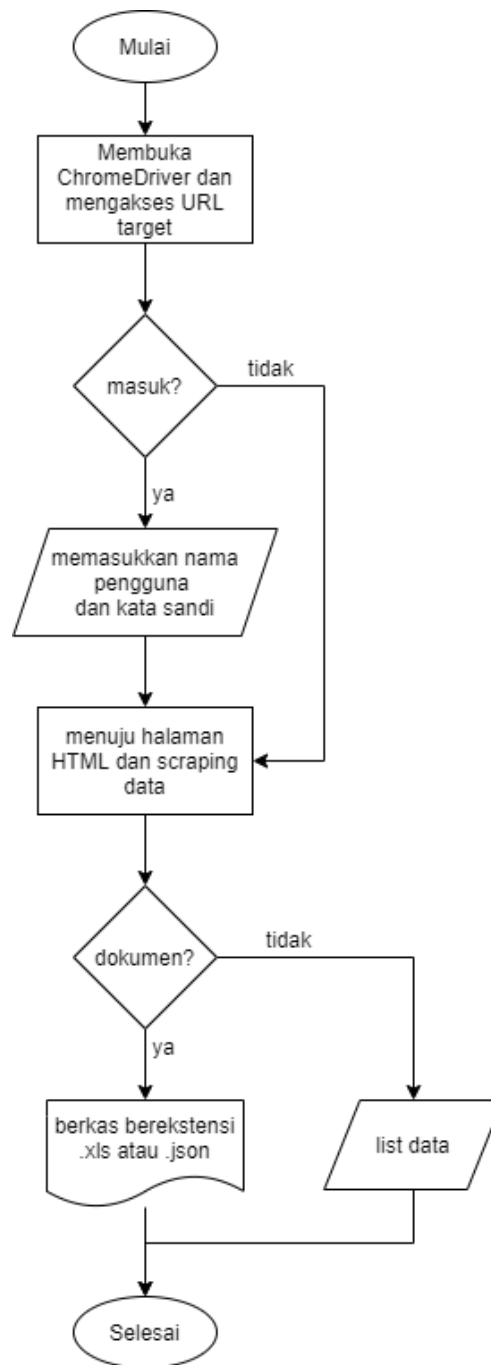 Mulai
Membuka
ChromeDriver dan
mengakses URL
target
masuk?
tidak
ya
memasukkan nama
pengguna
dan kata sandi
menuju halaman
HTML dan scraping
data
dokumen?
tidak
ya
berkas berekstensi
.xls atau .json
list data
Selesai